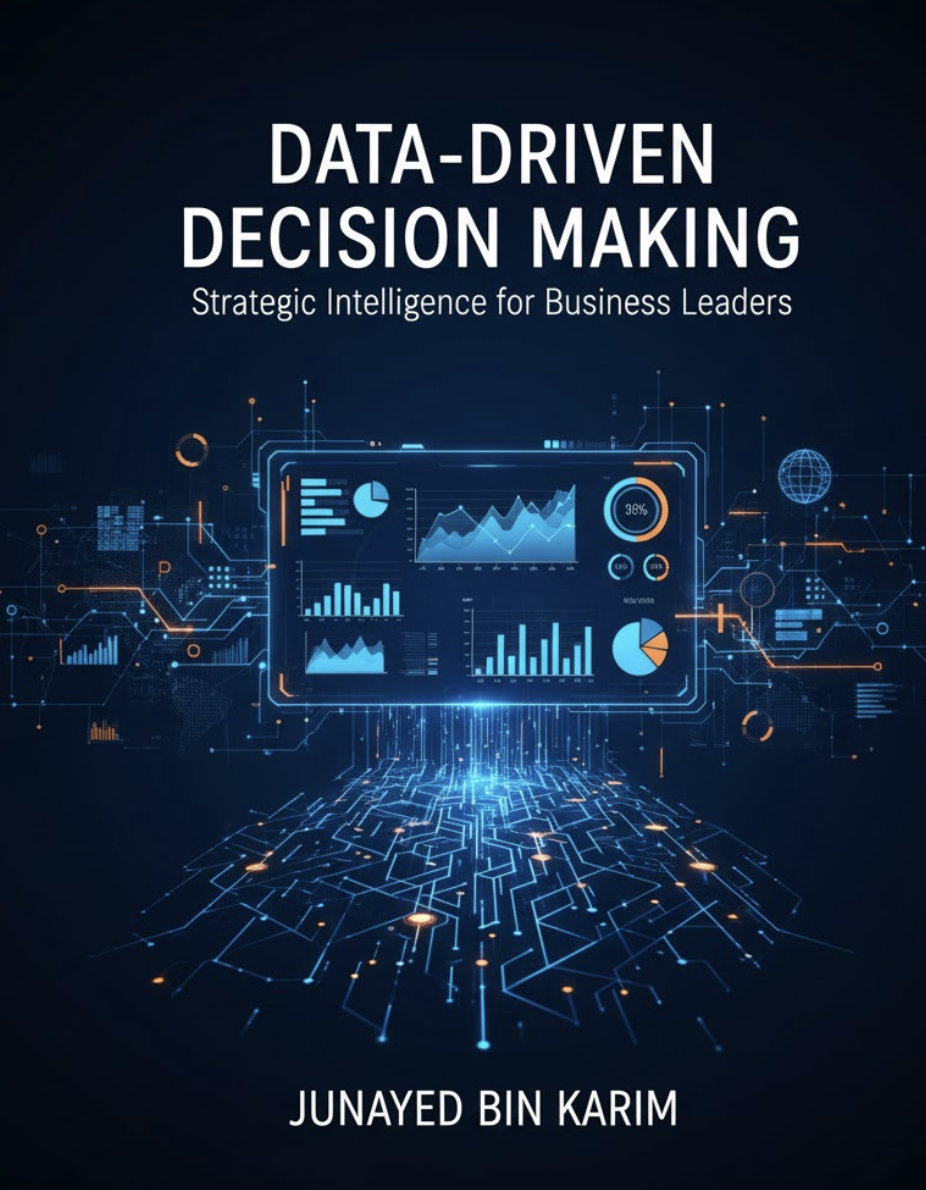 DATA-DRIVEN
DECISION MAKING
Strategic Intelligence for Business Leaders
P
38%
JUNAYED BIN KARIM